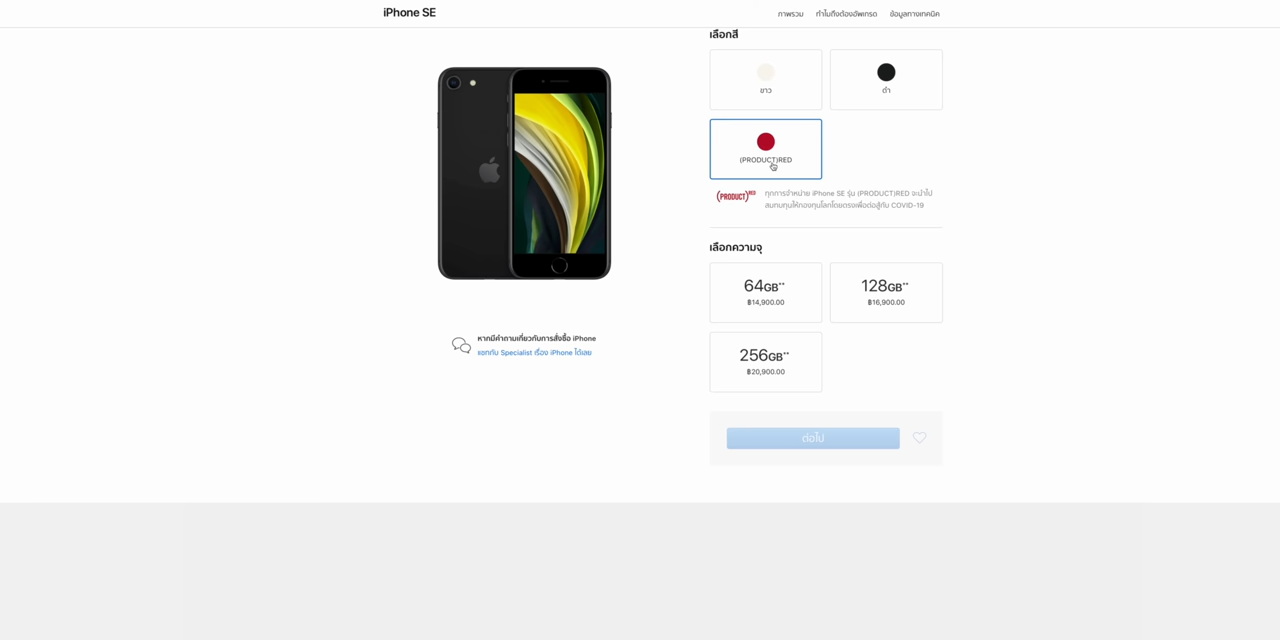 iPhone SE
ภาพรวม ทำไมถึงต้องอัพเกรด ข้อมูลทางเทคนิค
เลือกสี
ขาว
ดำ
(PRODUCT)RED
(PRODUCT)RED
ทุกการจำหน่าย iPhone SE รุ่น (PRODUCT)RED จะนำไป
สมทบทุนให้กองทุนโลกโดยตรงเพื่อต่อสู้กับ COVID-19
เลือกความจุ
64GB**
฿14,900.00
128GB**
฿16,900.00
256GB**
฿20,900.00
หากมีคำถามเกี่ยวกับการสั่งซื้อ iPhone
แชทกับ Specialist เรื่อง iPhone ได้เลย
ต่อไป